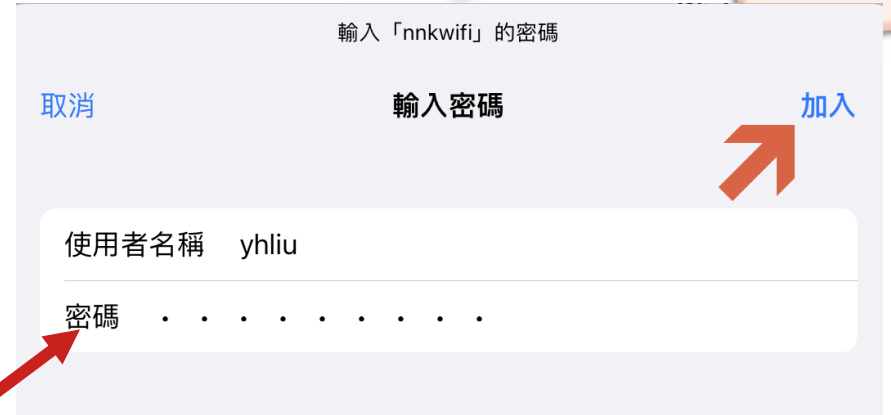 輸入「nnkwifi」的密碼
取消 輸入密碼 加入
使用者名稱 yhliu
密碼 • • • • • • • • •